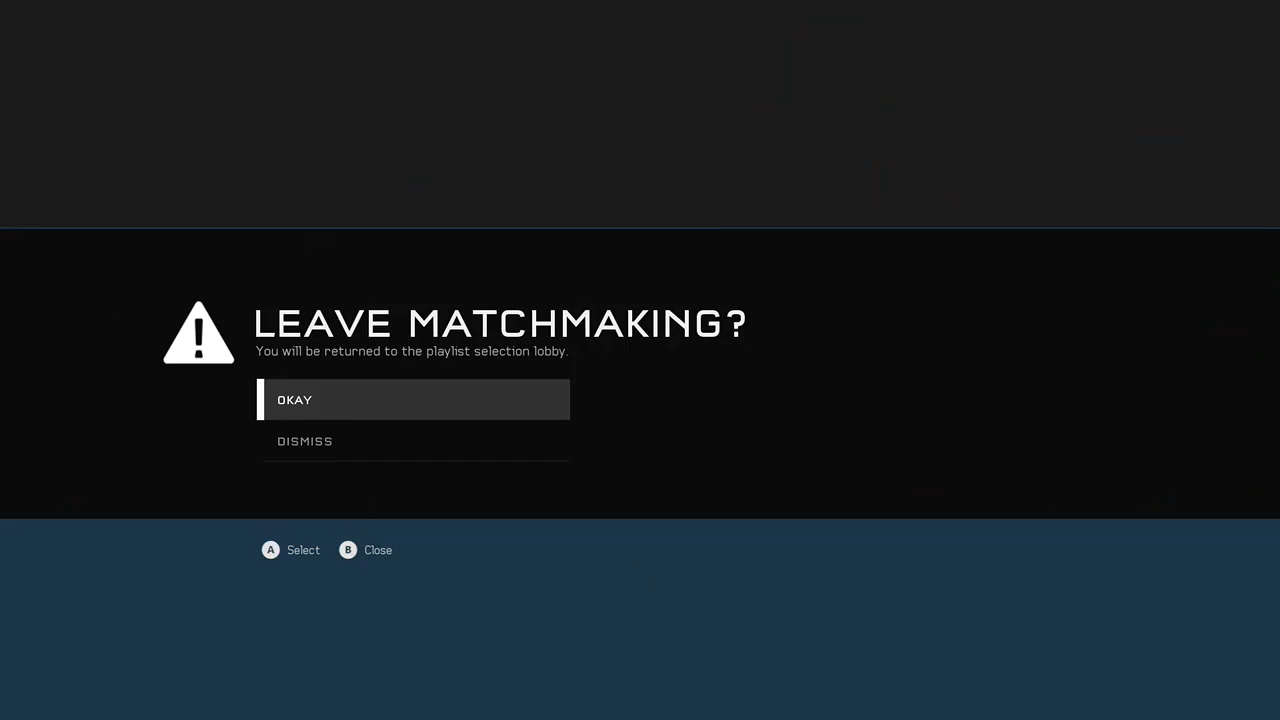 LEAVE MATCHMAKING?
You will be returned to the playlist selection lobby.
OKAY
DISMISS
A Select B Close